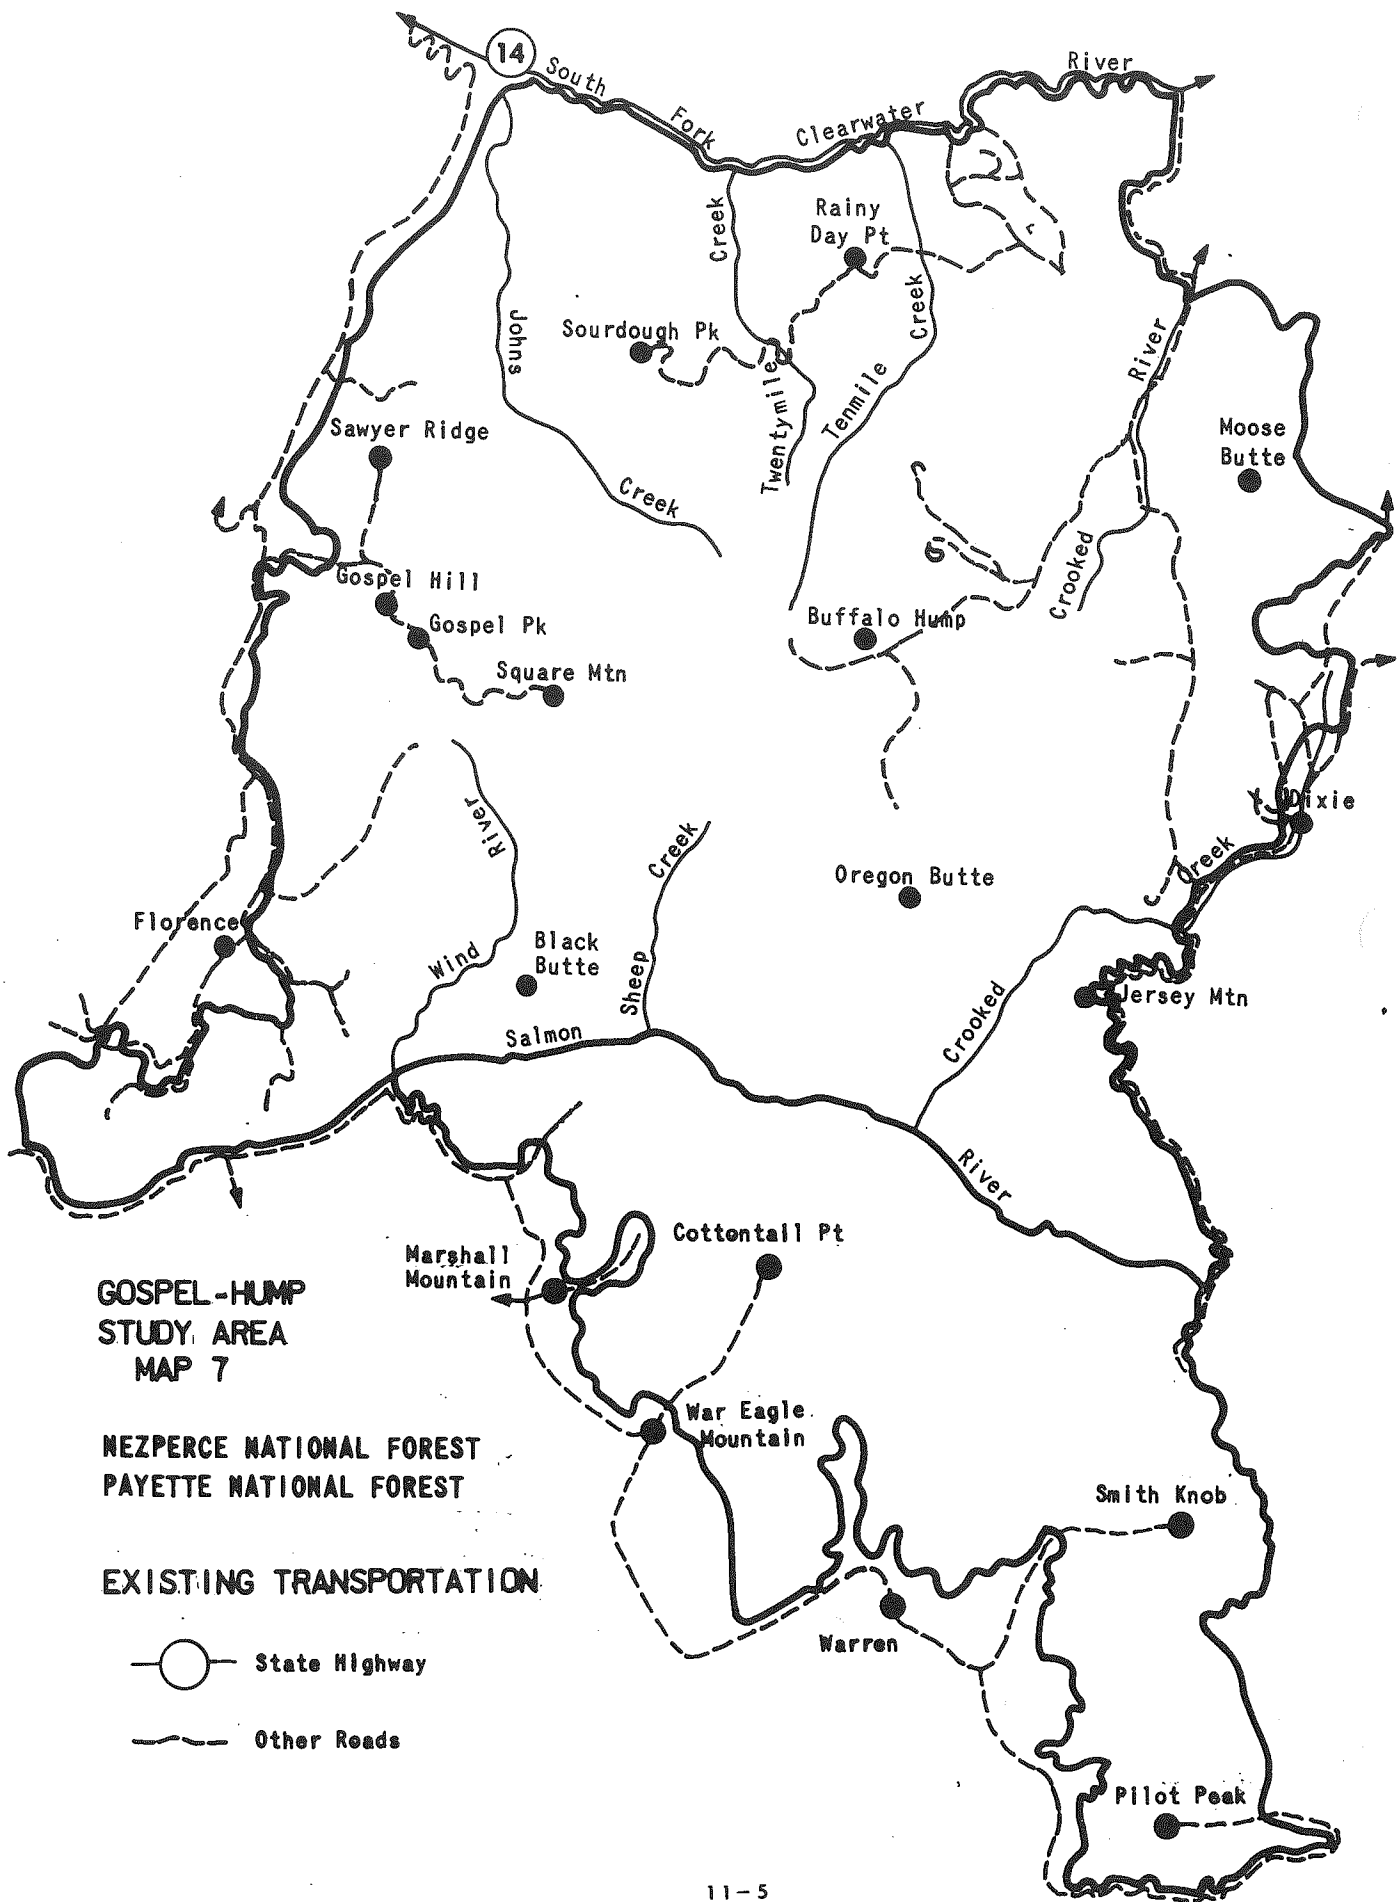 14
South
Fork
Clearwater
River
Creek
Rainy
Day Pt
Johns
Creek
Sourdough Pk
Twentymile
Tenmile
Creek
River
Crooked
Moose
Butte
Sawyer Ridge
Gospel Hill
Gospel Pk
Square Mtn
Buffalo Hump
Dixie
Creek
River
Wind
Creek
Sheep
Oregon Butte
Florence
Black
Butte
Salmon
River
Crooked
Jersey Mtn
Marshall
Mountain
Cottontail Pt
GOSPEL-HUMP
STUDY AREA
MAP 7
NEZPERCE NATIONAL FOREST
PAYETTE NATIONAL FOREST
War Eagle
Mountain
Smith Knob
EXISTING TRANSPORTATION
State Highway
Other Roads
Warren
Pilot Peak
11-5